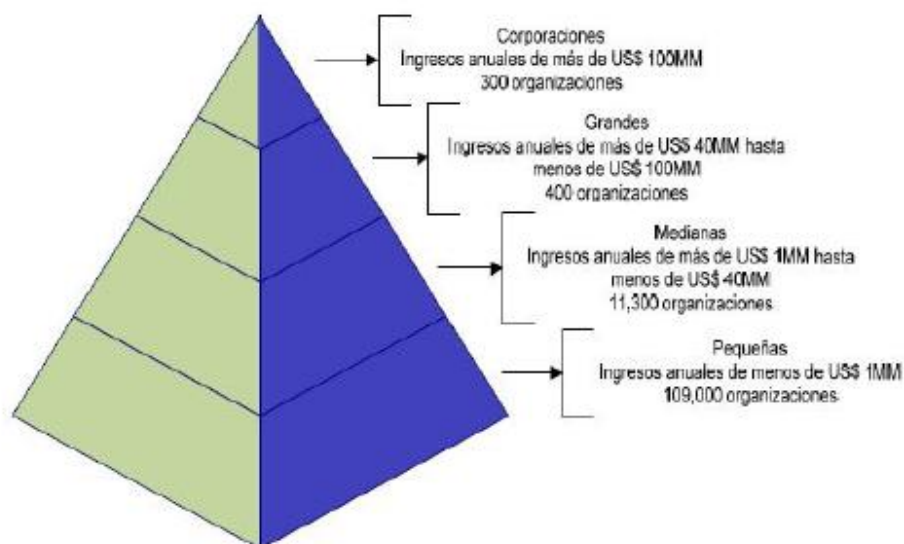 Corporaciones
Ingresos anuales de más de US$ 100MM
300 organizaciones
Grandes
Ingresos anuales de más de US$ 40MM hasta
menos de US$ 100MM
400 organizaciones
Medianas
Ingresos anuales de más de US$ 1MM hasta
menos de US$ 40MM
11,300 organizaciones
Pequeñas
Ingresos anuales de menos de US$ 1MM
109,000 organizaciones